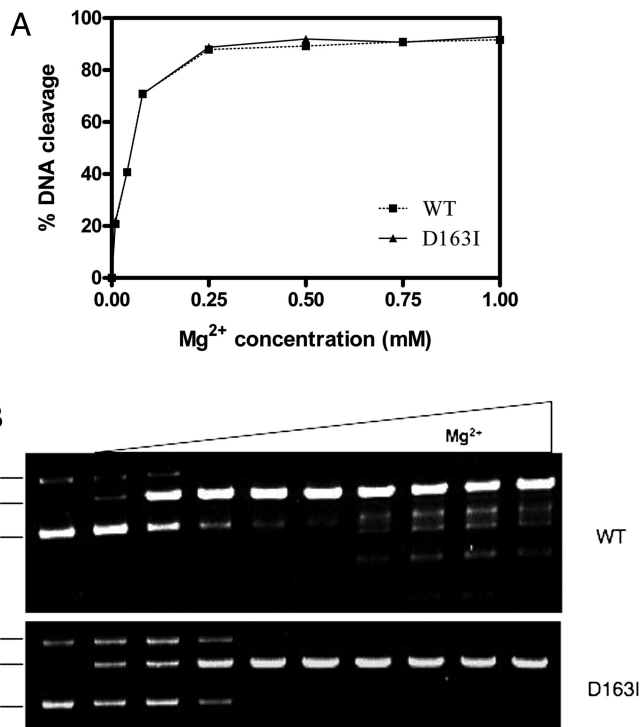 A
100
80
60
40
20
0
% DNA cleavage
WT
D163I
0.00 0.25 0.50 0.75 1.00
Mg2+ concentration (mM)
B
Mg2+
WT
D163I